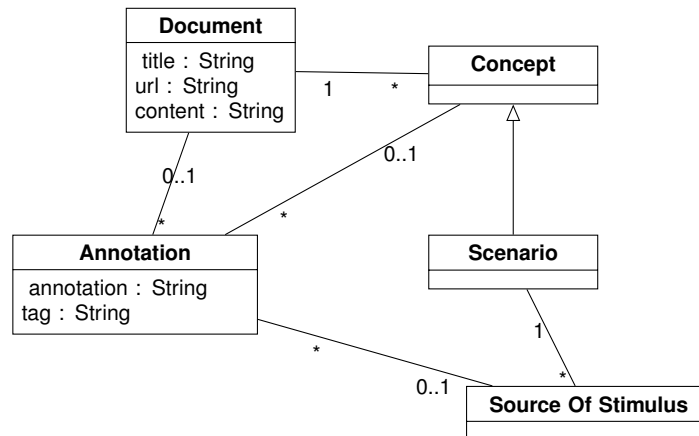 Document
title : String
url : String
content : String
Concept
1
*
0..1
0..1
*
*
Annotation
annotation : String
tag : String
Scenario
1
*
*
0..1
Source Of Stimulus